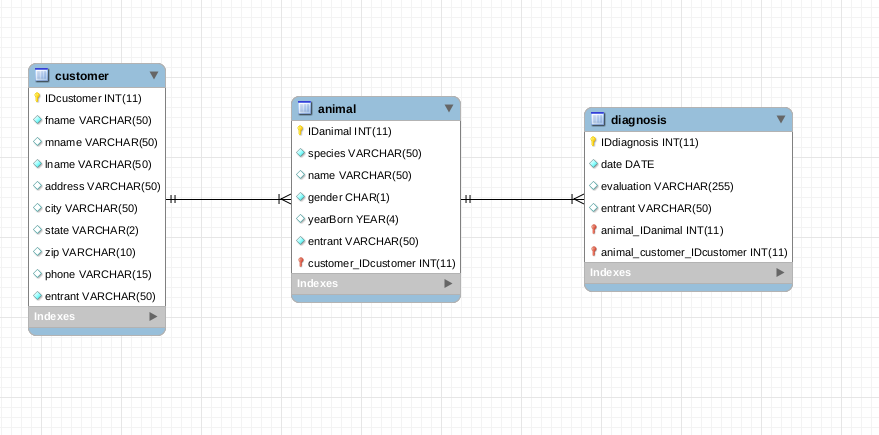 customer
IDcustomer INT(11)
fname VARCHAR(50)
mname VARCHAR(50)
lname VARCHAR(50)
address VARCHAR(50)
city VARCHAR(50)
state VARCHAR(2)
zip VARCHAR(10)
phone VARCHAR(15)
entrant VARCHAR(50)
Indexes
animal
IDanimal INT(11)
species VARCHAR(50)
name VARCHAR(50)
gender CHAR(1)
yearBorn YEAR(4)
entrant VARCHAR(50)
customer_IDcustomer INT(11)
Indexes
diagnosis
IDdiagnosis INT(11)
date DATE
evaluation VARCHAR(255)
entrant VARCHAR(50)
animal_IDanimal INT(11)
animal_customer_IDcustomer INT(11)
Indexes